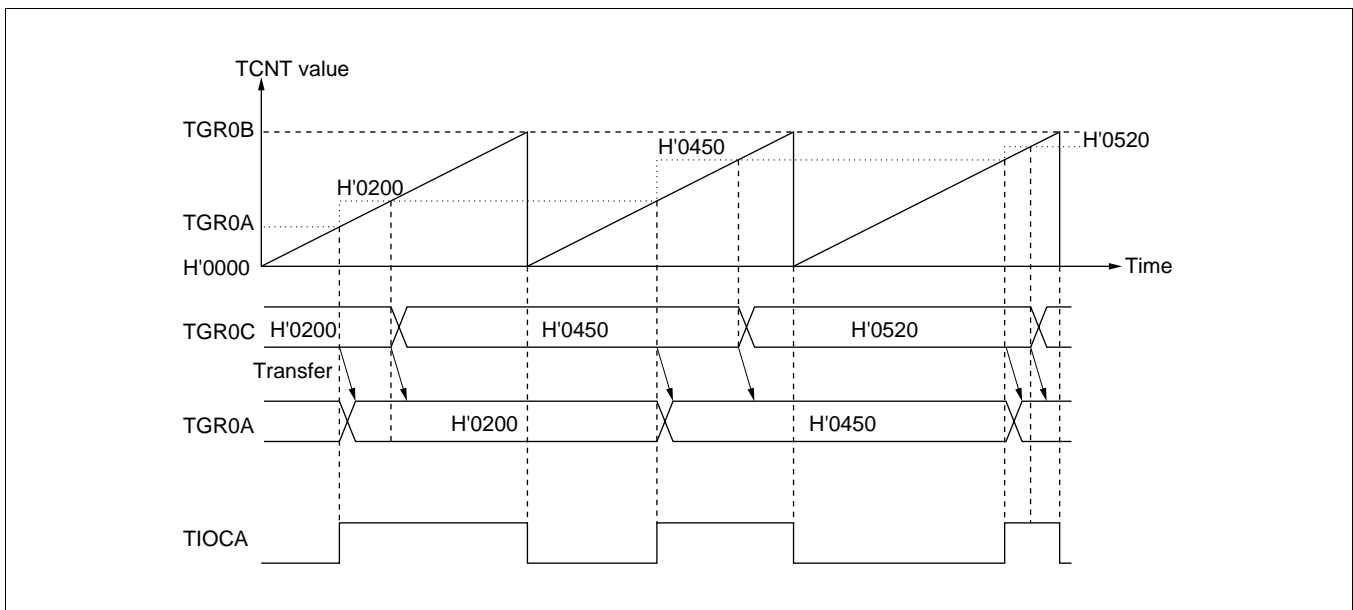 TCNT value
TGR0B
H'0520
H'0450
H'0200
TGR0A
H'0000
Time
TGR0C
H'0200
H'0450
H'0520
Transfer
TGR0A
H'0200
H'0450
TIOCA